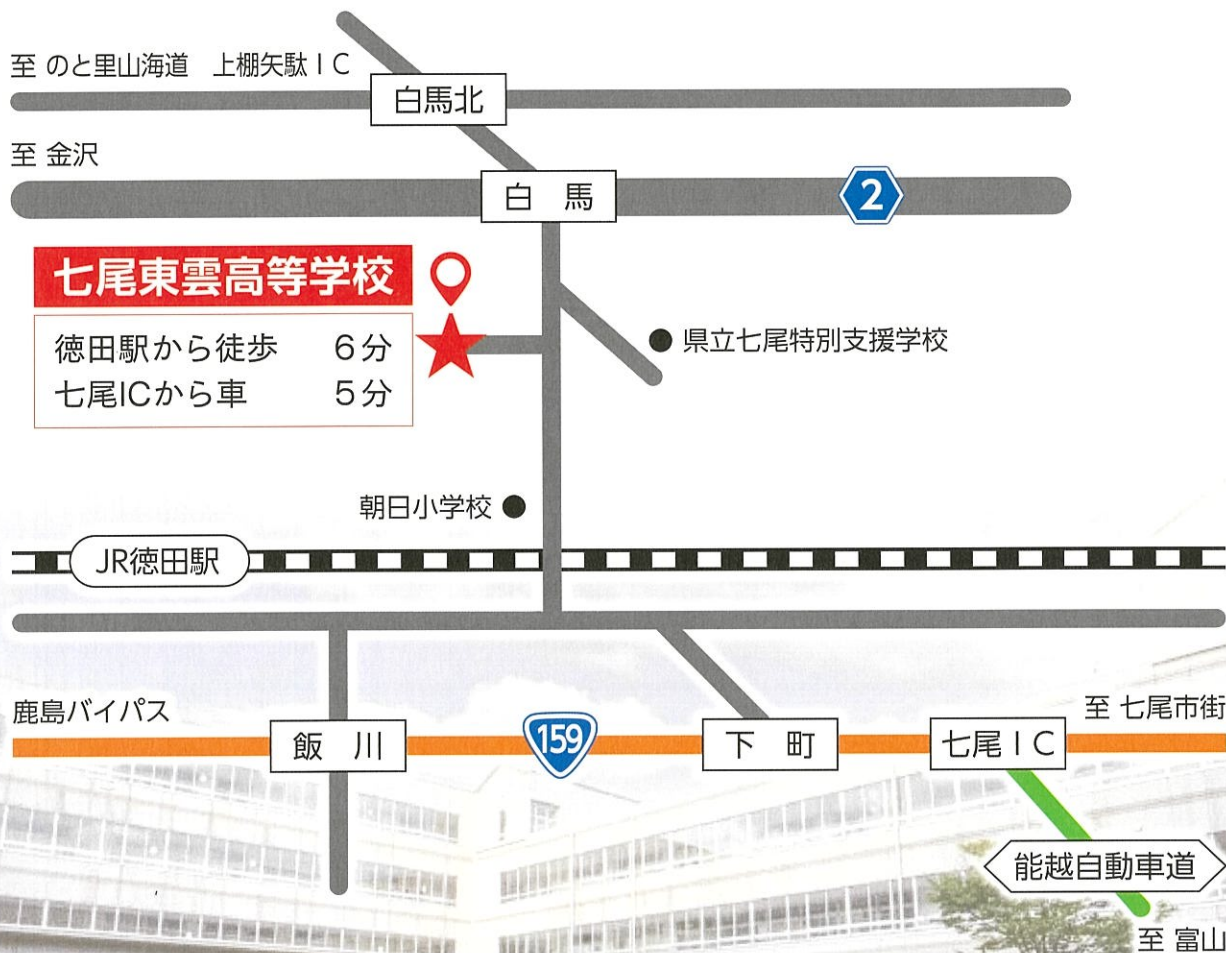 至 のと里山海道　上棚矢駄ＩＣ
白馬北
至 金沢
白　馬
2
七尾東雲高等学校
徳田駅から徒歩　6分
七尾ICから車　5分
県立七尾特別支援学校
朝日小学校
JR徳田駅
鹿島バイパス
至 七尾市街
飯　川
159
下　町
七尾ＩＣ
能越自動車道
至 富山